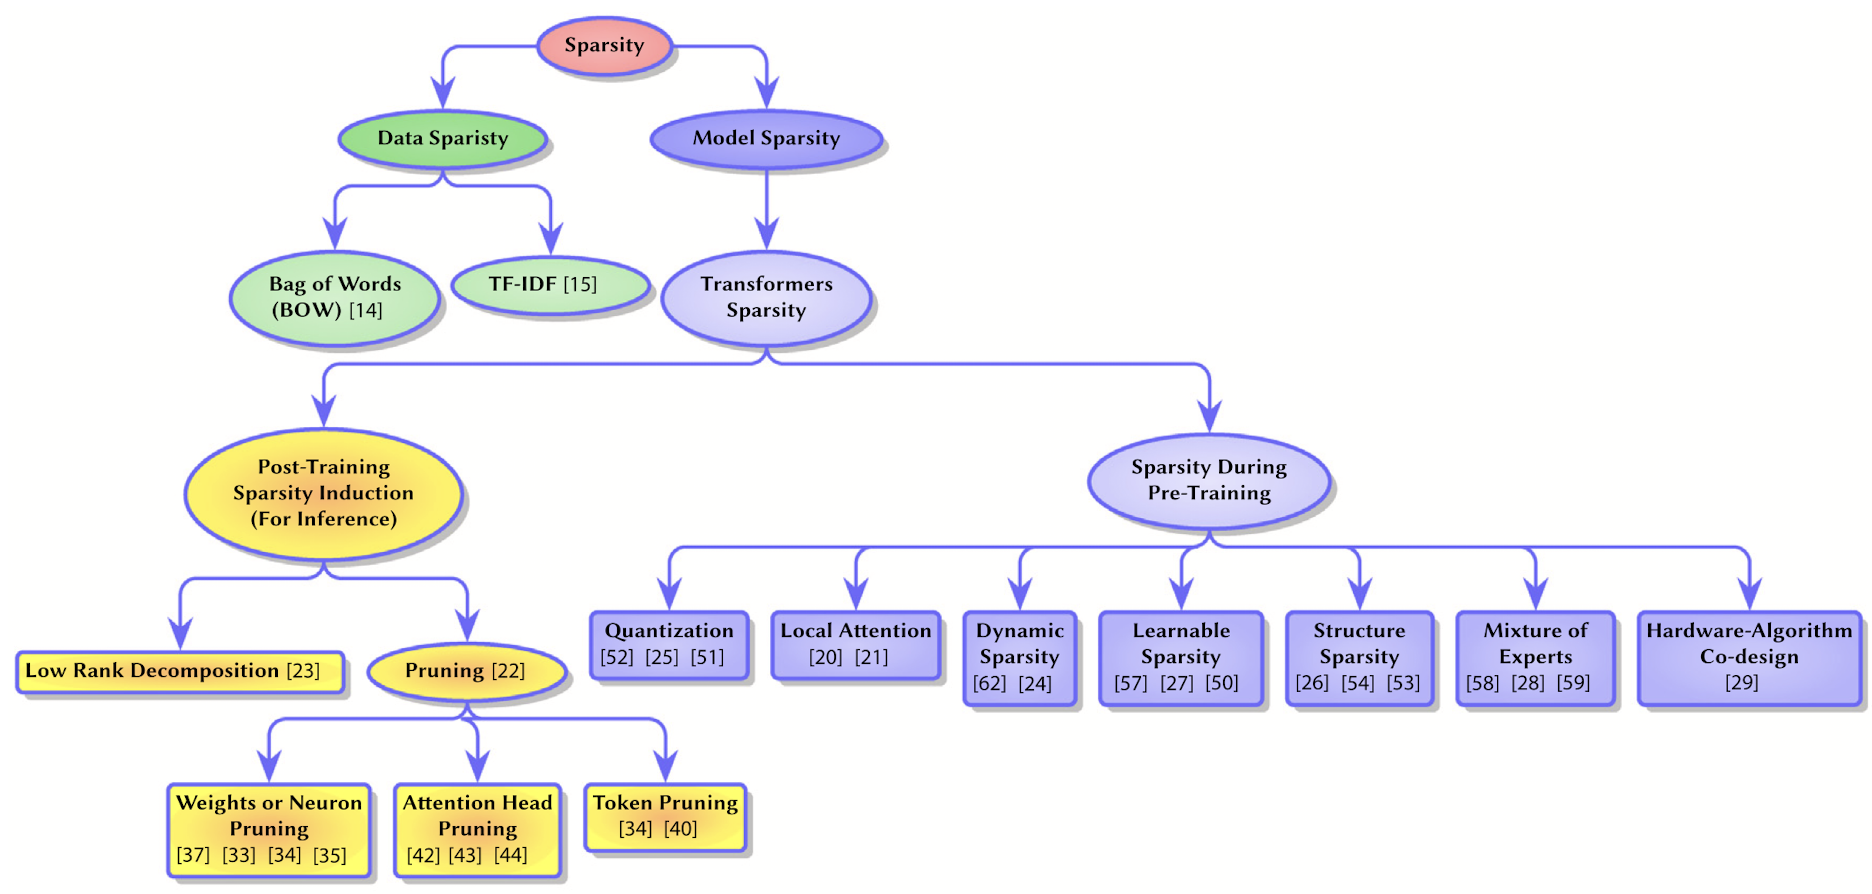 Sparsity
Data Sparisty
Model Sparsity
Bag of Words
(BOW) [14]
TF-IDF [15]
Transformers
Sparsity
Post-Training
Sparsity Induction
(For Inference)
Sparsity During
Pre-Training
Low Rank Decomposition [23]
Pruning [22]
Quantization
[52] [25] [51]
Local Attention
[20] [21]
Dynamic
Sparsity
[62] [24]
Learnable
Sparsity
[57] [27] [50]
Structure
Sparsity
[26] [54] [53]
Mixture of
Experts
[58] [28] [59]
Hardware-Algorithm
Co-design
[29]
Weights or Neuron
Pruning
[37] [33] [34] [35]
Attention Head
Pruning
[42] [43] [44]
Token Pruning
[34] [40]